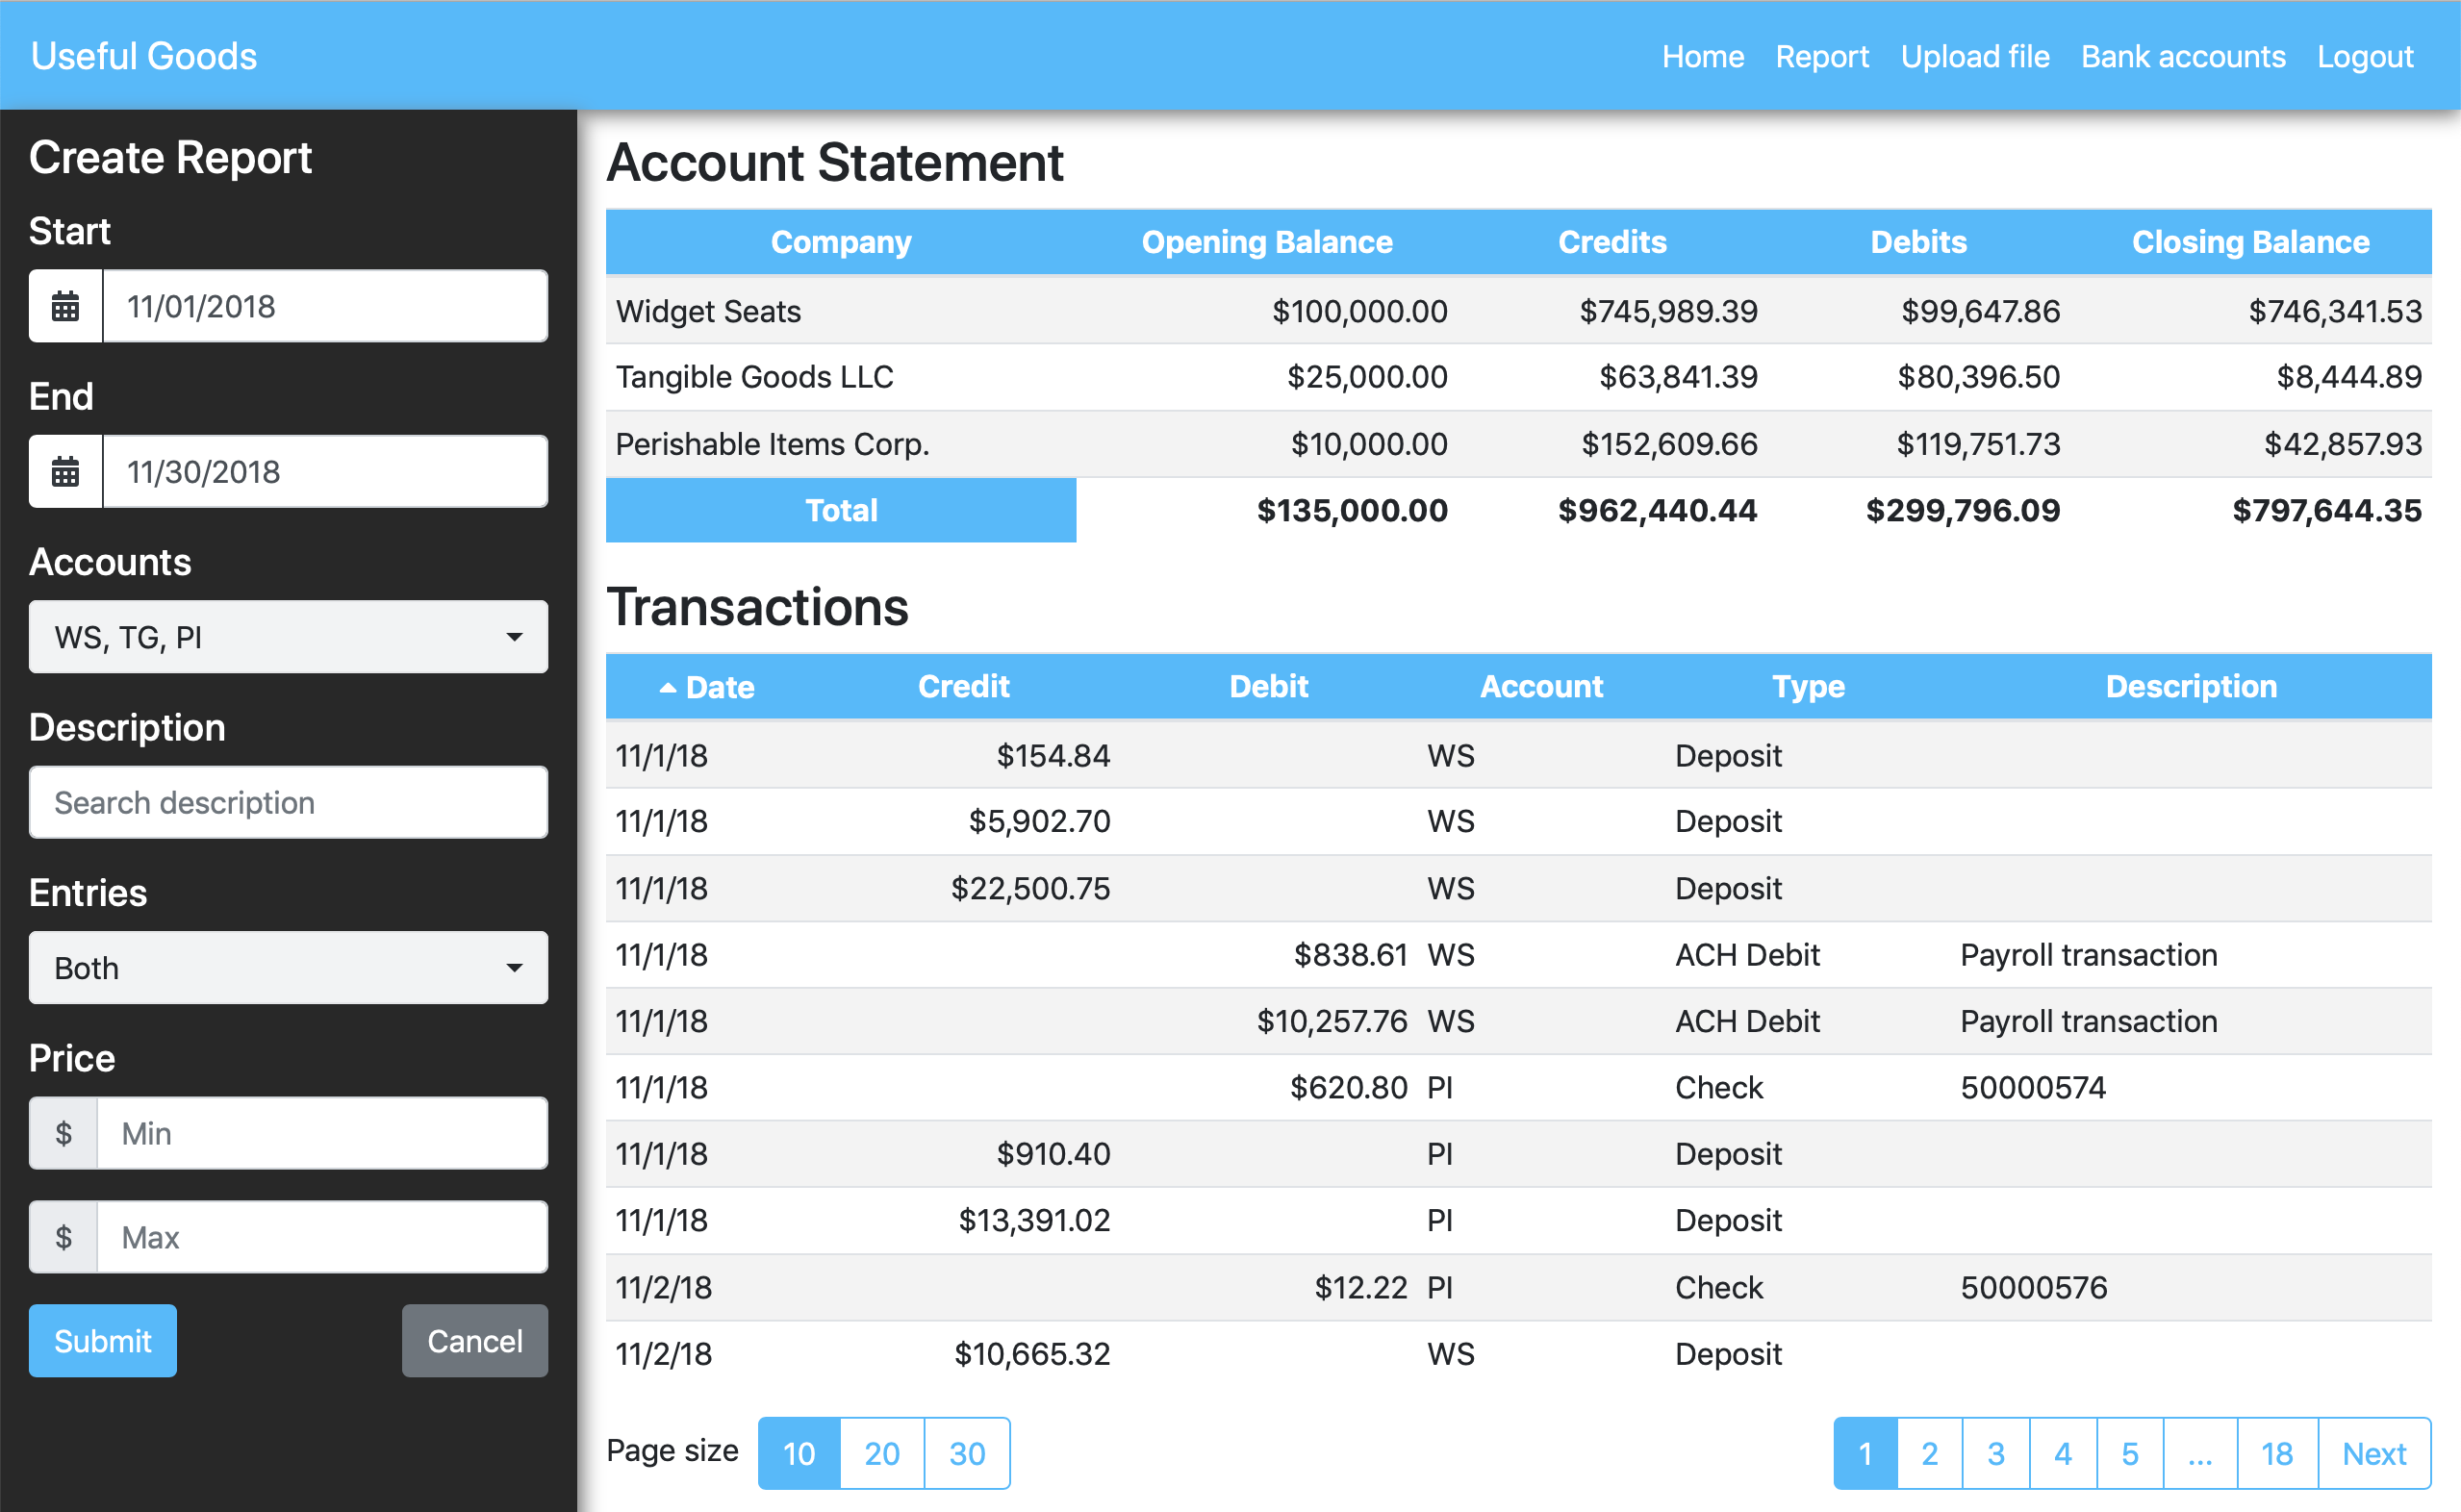 Useful Goods Home Report Upload file Bank accounts Logout
Create Report
Start
11/01/2018
End
11/30/2018
Accounts
WS, TG, PI
Description
Search description
Entries
Both
Price
$ Min
$ Max
Submit Cancel
Account Statement
Company Opening Balance Credits Debits Closing Balance
Widget Seats $100,000.00 $745,989.39 $99,647.86 $746,341.53
Tangible Goods LLC $25,000.00 $63,841.39 $80,396.50 $8,444.89
Perishable Items Corp. $10,000.00 $152,609.66 $119,751.73 $42,857.93
Total $135,000.00 $962,440.44 $299,796.09 $797,644.35
Transactions
Date Credit Debit Account Type Description
11/1/18 $154.84 WS Deposit
11/1/18 $5,902.70 WS Deposit
11/1/18 $22,500.75 WS Deposit
11/1/18 $838.61 WS ACH Debit Payroll transaction
11/1/18 $10,257.76 WS ACH Debit Payroll transaction
11/1/18 $620.80 PI Check 50000574
11/1/18 $910.40 PI Deposit
11/1/18 $13,391.02 PI Deposit
11/2/18 $12.22 PI Check 50000576
11/2/18 $10,665.32 WS Deposit
Page size 10 20 30 1 2 3 4 5 ... 18 Next